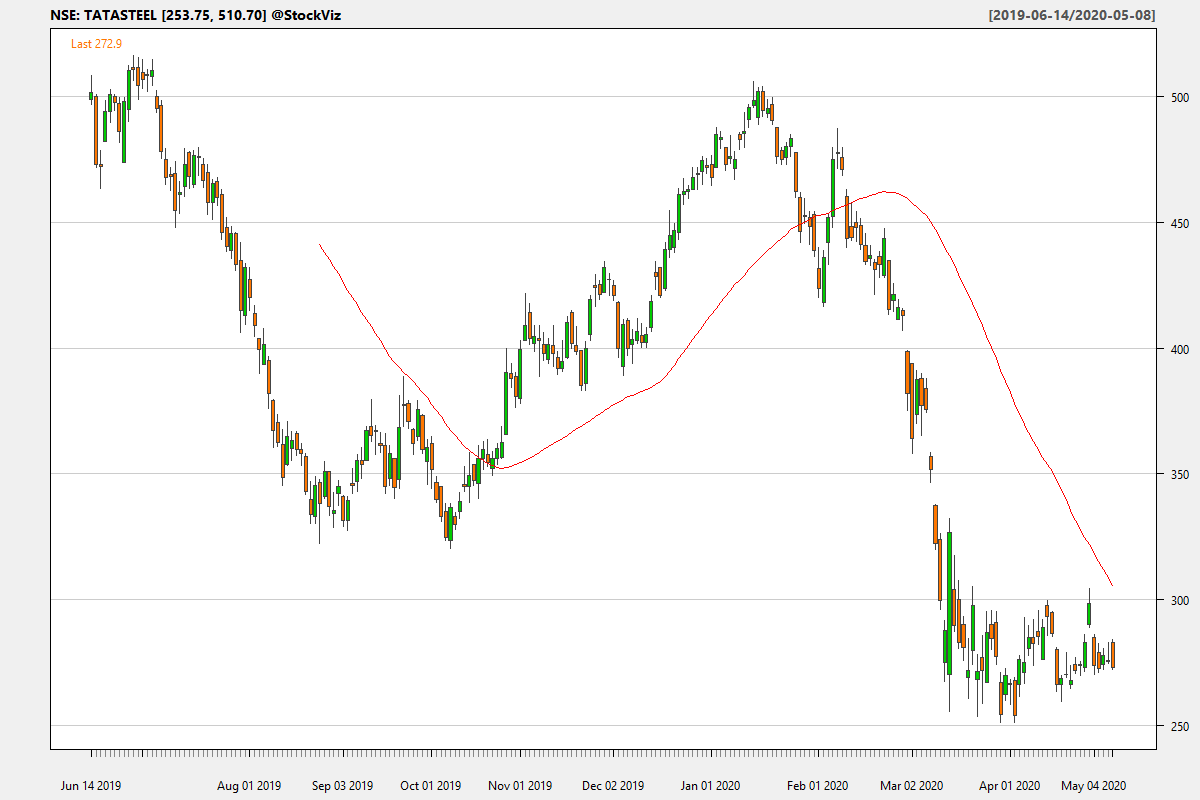 NSE: TATASTEEL [253.75, 510.70] @StockViz
[2019-06-14/2020-05-08]
Last 272.9
500
450
400
350
300
250
Jun 14 2019
Aug 01 2019
Sep 03 2019
Oct 01 2019
Nov 01 2019
Dec 02 2019
Jan 01 2020
Feb 01 2020
Mar 02 2020
Apr 01 2020
May 04 2020